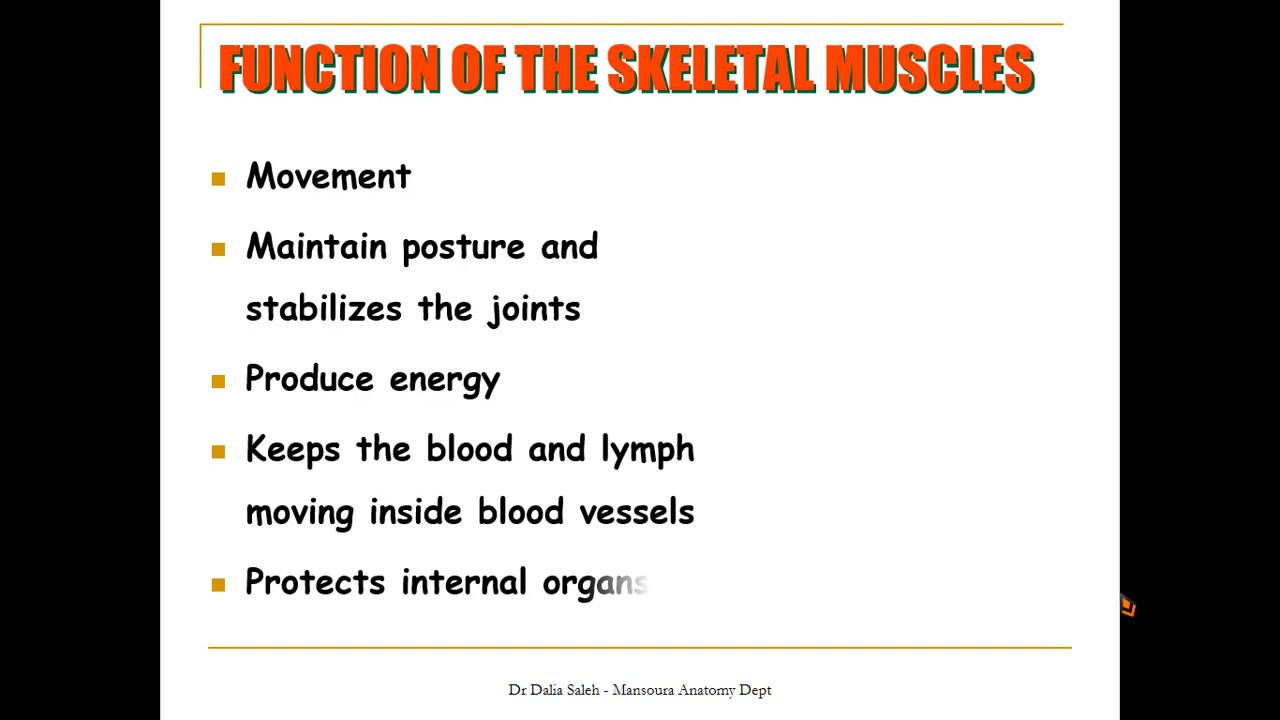 FUNCTION OF THE SKELETAL MUSCLES
Movement
Maintain posture and
stabilizes the joints
Produce energy
Keeps the blood and lymph
moving inside blood vessels
Protects internal organs
Dr Dalia Saleh - Mansoura Anatomy Dept